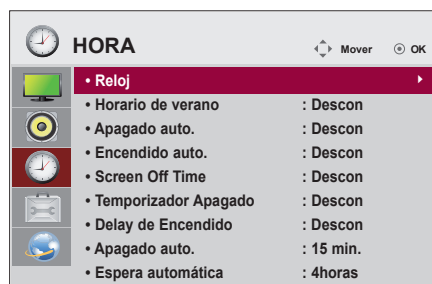 HORA
Mover OK
• Reloj
• Horario de verano : Descon
• Apagado auto. : Descon
• Encendido auto. : Descon
• Screen Off Time : Descon
• Temporizador Apagado : Descon
• Delay de Encendido : Descon
• Apagado auto. : 15 min.
• Espera automática : 4horas